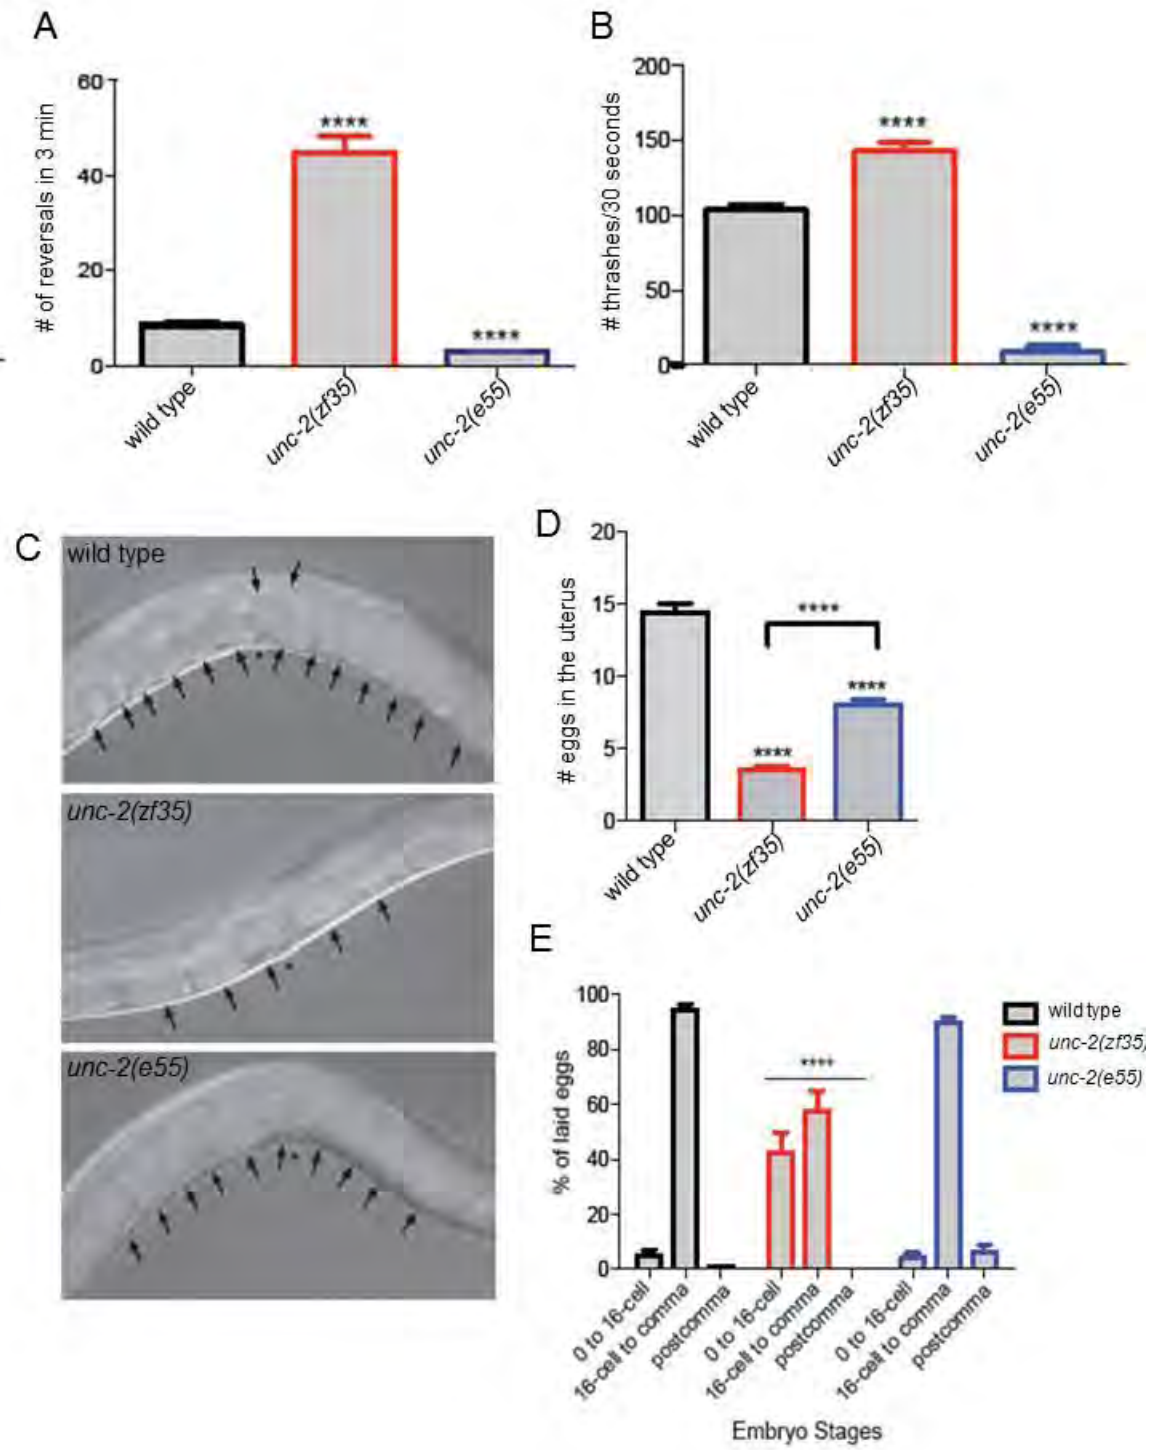 A
# of reversals in 3 min
60
40
20
0
****
****
wild type
unc-2(zf35)
unc-2(e55)
B
# thrashes/30 seconds
200
150
100
50
0
****
****
wild type
unc-2(zf35)
unc-2(e55)
C
wild type
unc-2(zf35)
unc-2(e55)
D
# eggs in the uterus
20
15
10
5
0
****
****
****
wild type
unc-2(zf35)
unc-2(e55)
E
% of laid eggs
100
80
60
40
20
0
****
wild type
unc-2(zf35)
unc-2(e55)
0 to 16-cell
16-cell to comma
postcomma
0 to 16-cell
16-cell to comma
postcomma
0 to 16-cell
16-cell to comma
postcomma
Embryo Stages